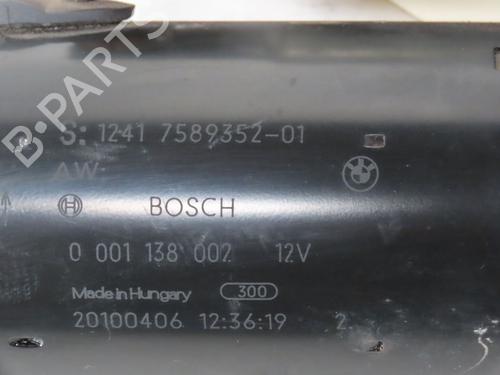 S: 1241 7589352-01
AW
BOSCH
0 001 138 002 12V
Made in Hungary 300
20100406 12:36:19 2
B-PARTS